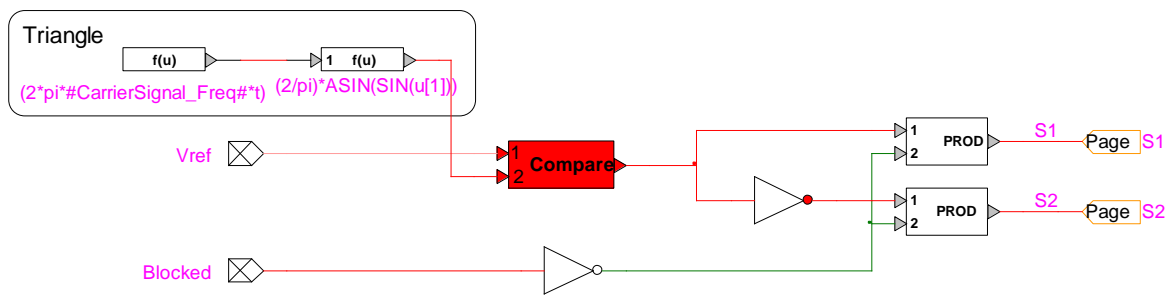 Triangle
f(u)
1 f(u)
(2*pi*#CarrierSignal_Freq#*t)
(2/pi)*ASIN(SIN(u[1]))
Vref
1
2
Compare
1
2
PROD
S1
Page
S1
1
2
PROD
S2
Page
S2
Blocked